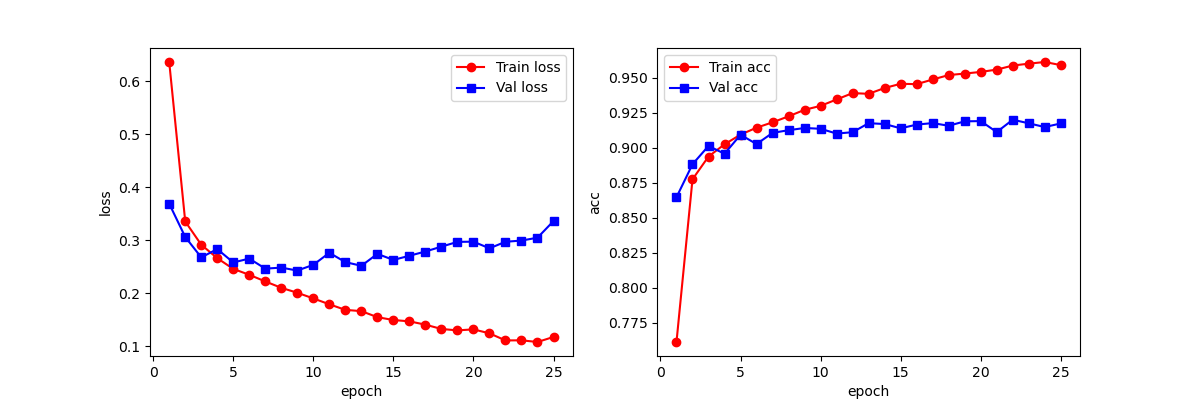 Train loss
Val loss
0.6
0.5
0.4
0.3
0.2
0.1
loss
0 5 10 15 20 25
epoch
Train acc
Val acc
0.950
0.925
0.900
0.875
0.850
0.825
0.800
0.775
acc
0 5 10 15 20 25
epoch